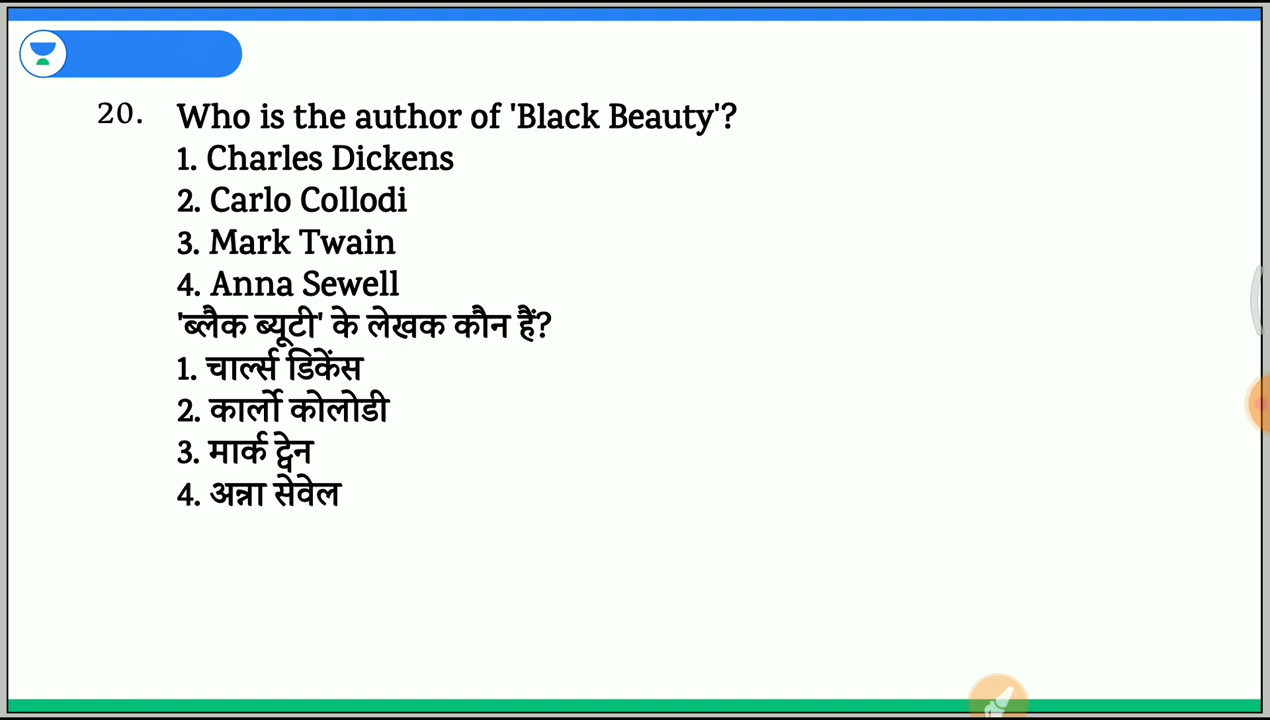 20. Who is the author of 'Black Beauty'?
1. Charles Dickens
2. Carlo Collodi
3. Mark Twain
4. Anna Sewell
'ब्लैक ब्यूटी' के लेखक कौन हैं?
1. चार्ल्स डिकेंस
2. कार्लो कोलोडी
3. मार्क ट्वेन
4. अन्ना सेवेल